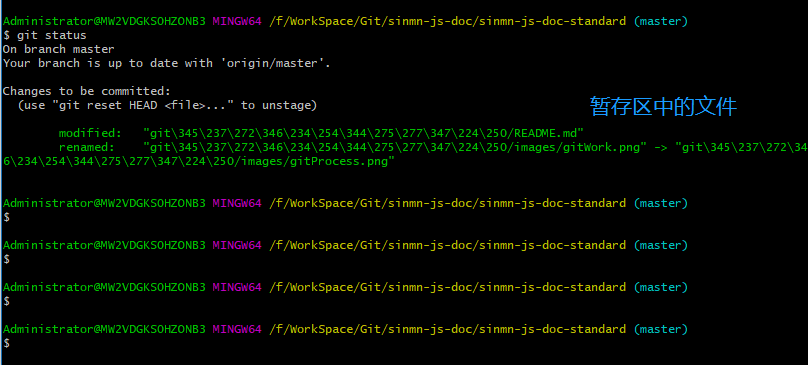 Administrator@MW2VDGKSOHZONB3 MINGW64 /f/WorkSpace/Git/sinmn-js-doc/sinmn-js-doc-standard (master)
$ git status
On branch master
Your branch is up to date with 'origin/master'.
Changes to be committed:
(use "git reset HEAD <file>..." to unstage)
暂存区中的文件
modified: "git\345\237\272\346\234\254\344\275\277\347\224\250/README.md"
renamed: "git\345\237\272\346\234\254\344\275\277\347\224\250/images/gitWork.png" -> "git\345\237\272\34
6\234\254\344\275\277\347\224\250/images/gitProcess.png"
Administrator@MW2VDGKSOHZONB3 MINGW64 /f/WorkSpace/Git/sinmn-js-doc/sinmn-js-doc-standard (master)
$
Administrator@MW2VDGKSOHZONB3 MINGW64 /f/WorkSpace/Git/sinmn-js-doc/sinmn-js-doc-standard (master)
$
Administrator@MW2VDGKSOHZONB3 MINGW64 /f/WorkSpace/Git/sinmn-js-doc/sinmn-js-doc-standard (master)
$
Administrator@MW2VDGKSOHZONB3 MINGW64 /f/WorkSpace/Git/sinmn-js-doc/sinmn-js-doc-standard (master)
$